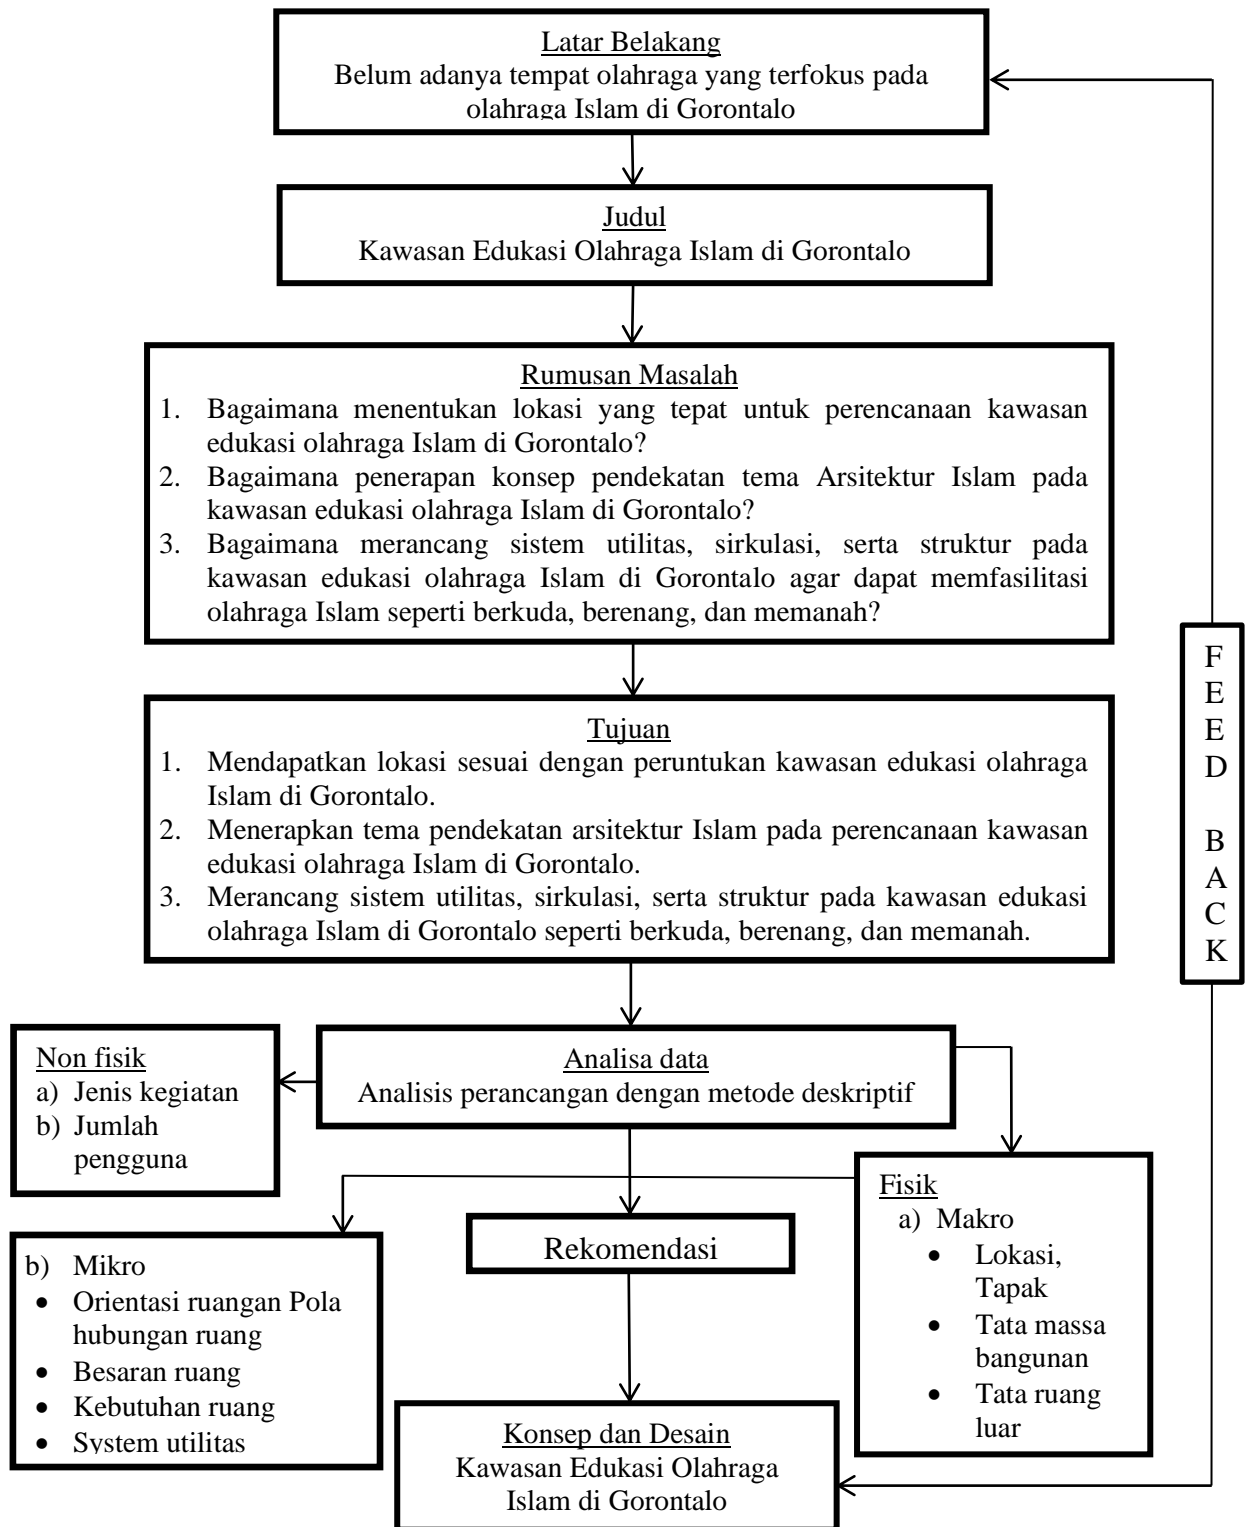 Latar Belakang
Belum adanya tempat olahraga yang terfokus pada
olahraga Islam di Gorontalo
Judul
Kawasan Edukasi Olahraga Islam di Gorontalo
Rumusan Masalah
1. Bagaimana menentukan lokasi yang tepat untuk perencanaan kawasan
edukasi olahraga Islam di Gorontalo?
2. Bagaimana penerapan konsep pendekatan tema Arsitektur Islam pada
kawasan edukasi olahraga Islam di Gorontalo?
3. Bagaimana merancang sistem utilitas, sirkulasi, serta struktur pada
kawasan edukasi olahraga Islam di Gorontalo agar dapat memfasilitasi
olahraga Islam seperti berkuda, berenang, dan memanah?
Tujuan
1. Mendapatkan lokasi sesuai dengan peruntukan kawasan edukasi olahraga
Islam di Gorontalo.
2. Menerapkan tema pendekatan arsitektur Islam pada perencanaan kawasan
edukasi olahraga Islam di Gorontalo.
3. Merancang sistem utilitas, sirkulasi, serta struktur pada kawasan edukasi
olahraga Islam di Gorontalo seperti berkuda, berenang, dan memanah.
F
E
E
D
B
A
C
K
Non fisik
a) Jenis kegiatan
b) Jumlah
pengguna
Analisa data
Analisis perancangan dengan metode deskriptif
Fisik
a) Makro
• Lokasi,
Tapak
• Tata massa
bangunan
• Tata ruang
luar
b) Mikro
• Orientasi ruangan Pola
hubungan ruang
• Besaran ruang
• Kebutuhan ruang
• System utilitas
Rekomendasi
Konsep dan Desain
Kawasan Edukasi Olahraga
Islam di Gorontalo